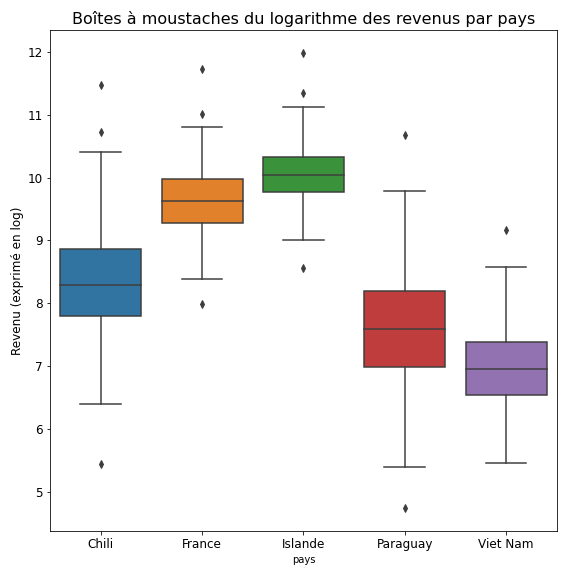 Boîtes à moustaches du logarithme des revenus par pays
Revenu (exprimé en log)
12
11
10
9
8
7
6
5
Chili France Islande Paraguay Viet Nam
pays